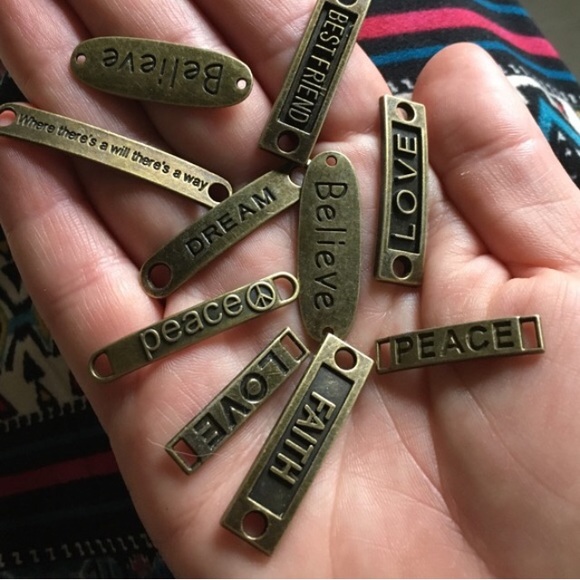 Believe
BEST FRIEND
Where there's a will there's a way
LOVE
DREAM
Believe
peace
PEACE
LOVE
FAITH